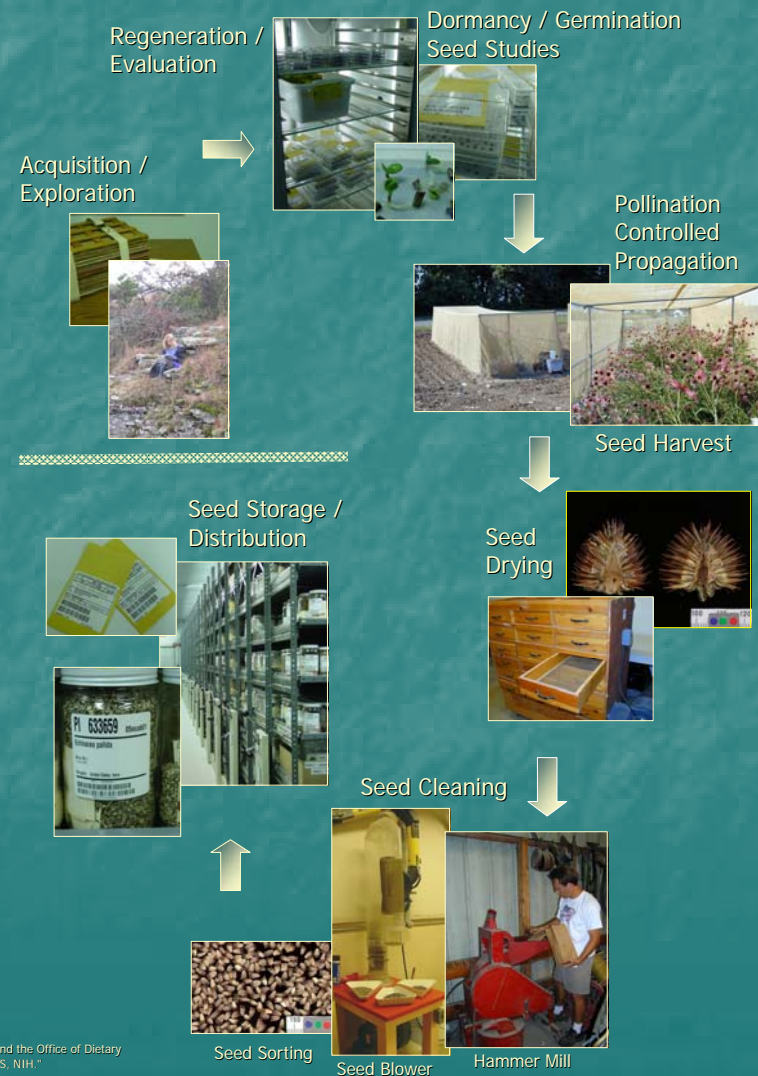 Regeneration /
Evaluation
Dormancy / Germination
Seed Studies
Acquisition /
Exploration
Pollination
Controlled
Propagation
Seed Harvest
Seed Storage /
Distribution
Seed
Drying
PI 633659
Echinacea pallida
Seed Cleaning
Seed Sorting
Seed Blower
Hammer Mill
nd the Office of Dietary
S, NIH."